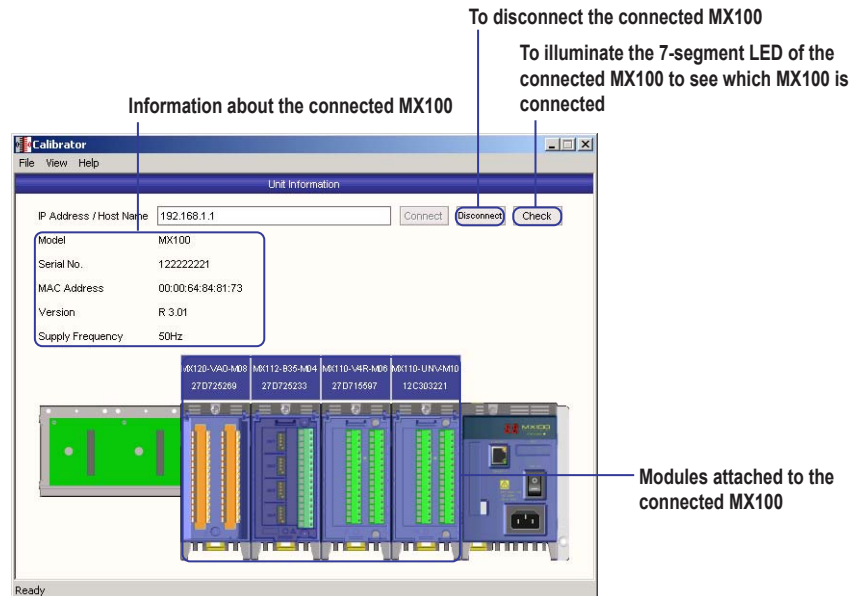 To disconnect the connected MX100
To illuminate the 7-segment LED of the
connected MX100 to see which MX100 is
connected
Information about the connected MX100
Calibrator
File View Help
Unit Information
IP Address / Host Name 192.168.1.1 Connect Disconnect Check
Model MX100
Serial No. 122222221
MAC Address 00:00:64:84:81:73
Version R 3.01
Supply Frequency 50Hz
MX120-VAO-M08 MX112-B35-M04 MX110-V4R-M06 MX110-UNV-M10
27D725269 27D725233 27D715597 12C303221
MX100
Modules attached to the
connected MX100
Ready